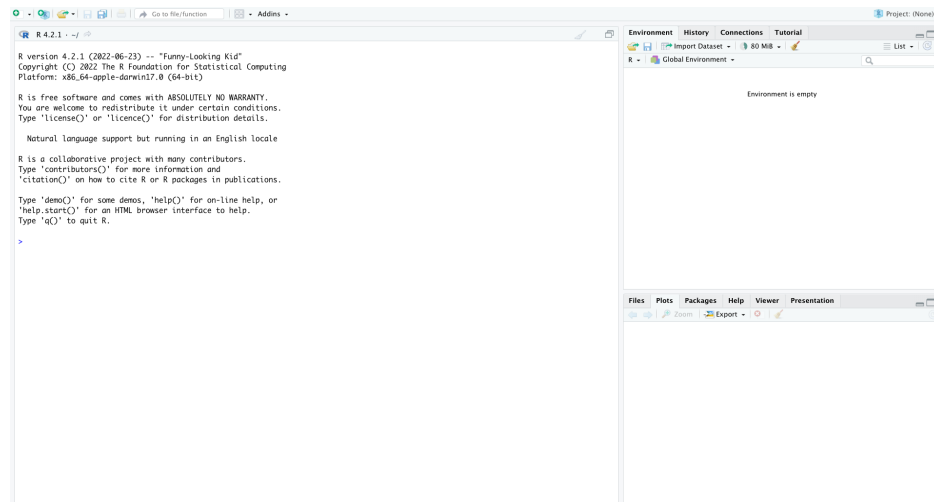 Go to file/function
Addins
Project: (None)
R 4.2.1 · ~/
R version 4.2.1 (2022-06-23) -- "Funny-Looking Kid"
Copyright (C) 2022 The R Foundation for Statistical Computing
Platform: x86_64-apple-darwin17.0 (64-bit)
R is free software and comes with ABSOLUTELY NO WARRANTY.
You are welcome to redistribute it under certain conditions.
Type 'license()' or 'licence()' for distribution details.
Natural language support but running in an English locale
R is a collaborative project with many contributors.
Type 'contributors()' for more information and
'citation()' on how to cite R or R packages in publications.
Type 'demo()' for some demos, 'help()' for on-line help, or
'help.start()' for an HTML browser interface to help.
Type 'q()' to quit R.
>
Environment History Connections Tutorial
Import Dataset 80 MiB List
R Global Environment
Environment is empty
Files Plots Packages Help Viewer Presentation
Zoom Export